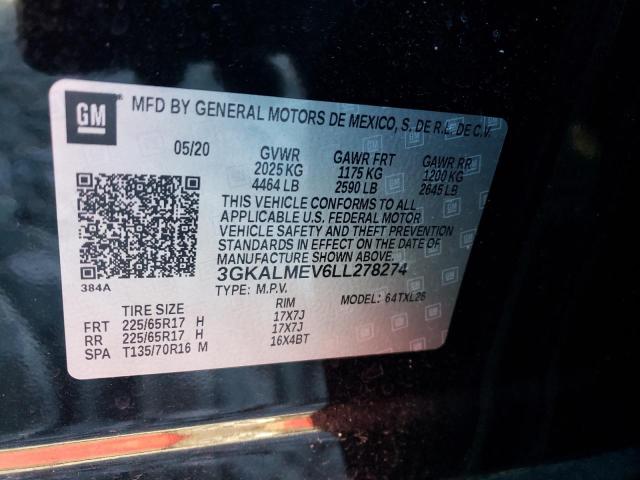 GM
MFD BY GENERAL MOTORS DE MEXICO, S. DE R.L. DE C.V.
05/20 GVWR GAWR FRT GAWR RR
2025 KG 1175 KG 1200 KG
4464 LB 2590 LB 2645 LB
THIS VEHICLE CONFORMS TO ALL
APPLICABLE U.S. FEDERAL MOTOR
VEHICLE SAFETY AND THEFT PREVENTION
STANDARDS IN EFFECT ON THE DATE OF
MANUFACTURE SHOWN ABOVE.
384A
3GKALMEV6LL278274
TYPE: M.P.V. MODEL: 64TXL26
TIRE SIZE RIM
FRT 225/65R17 H 17X7J
RR 225/65R17 H 17X7J
SPA T135/70R16 M 16X4BT